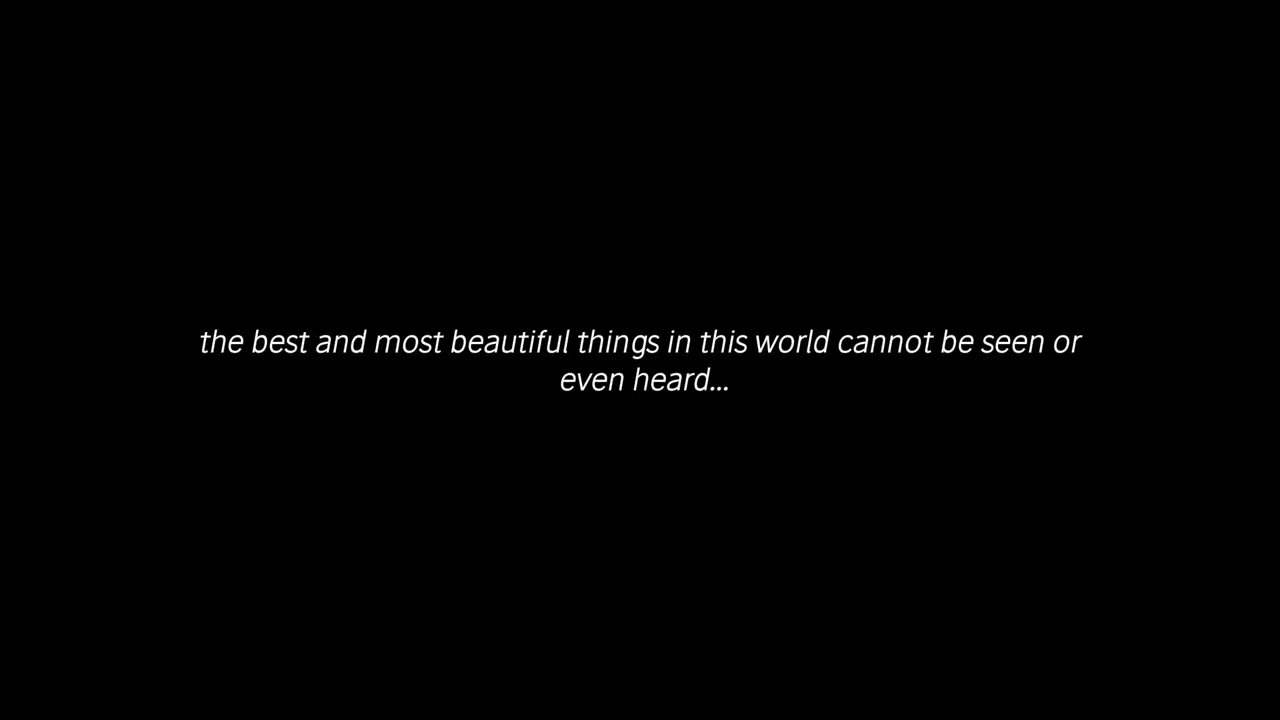 the best and most beautiful things in this world cannot be seen or
even heard...